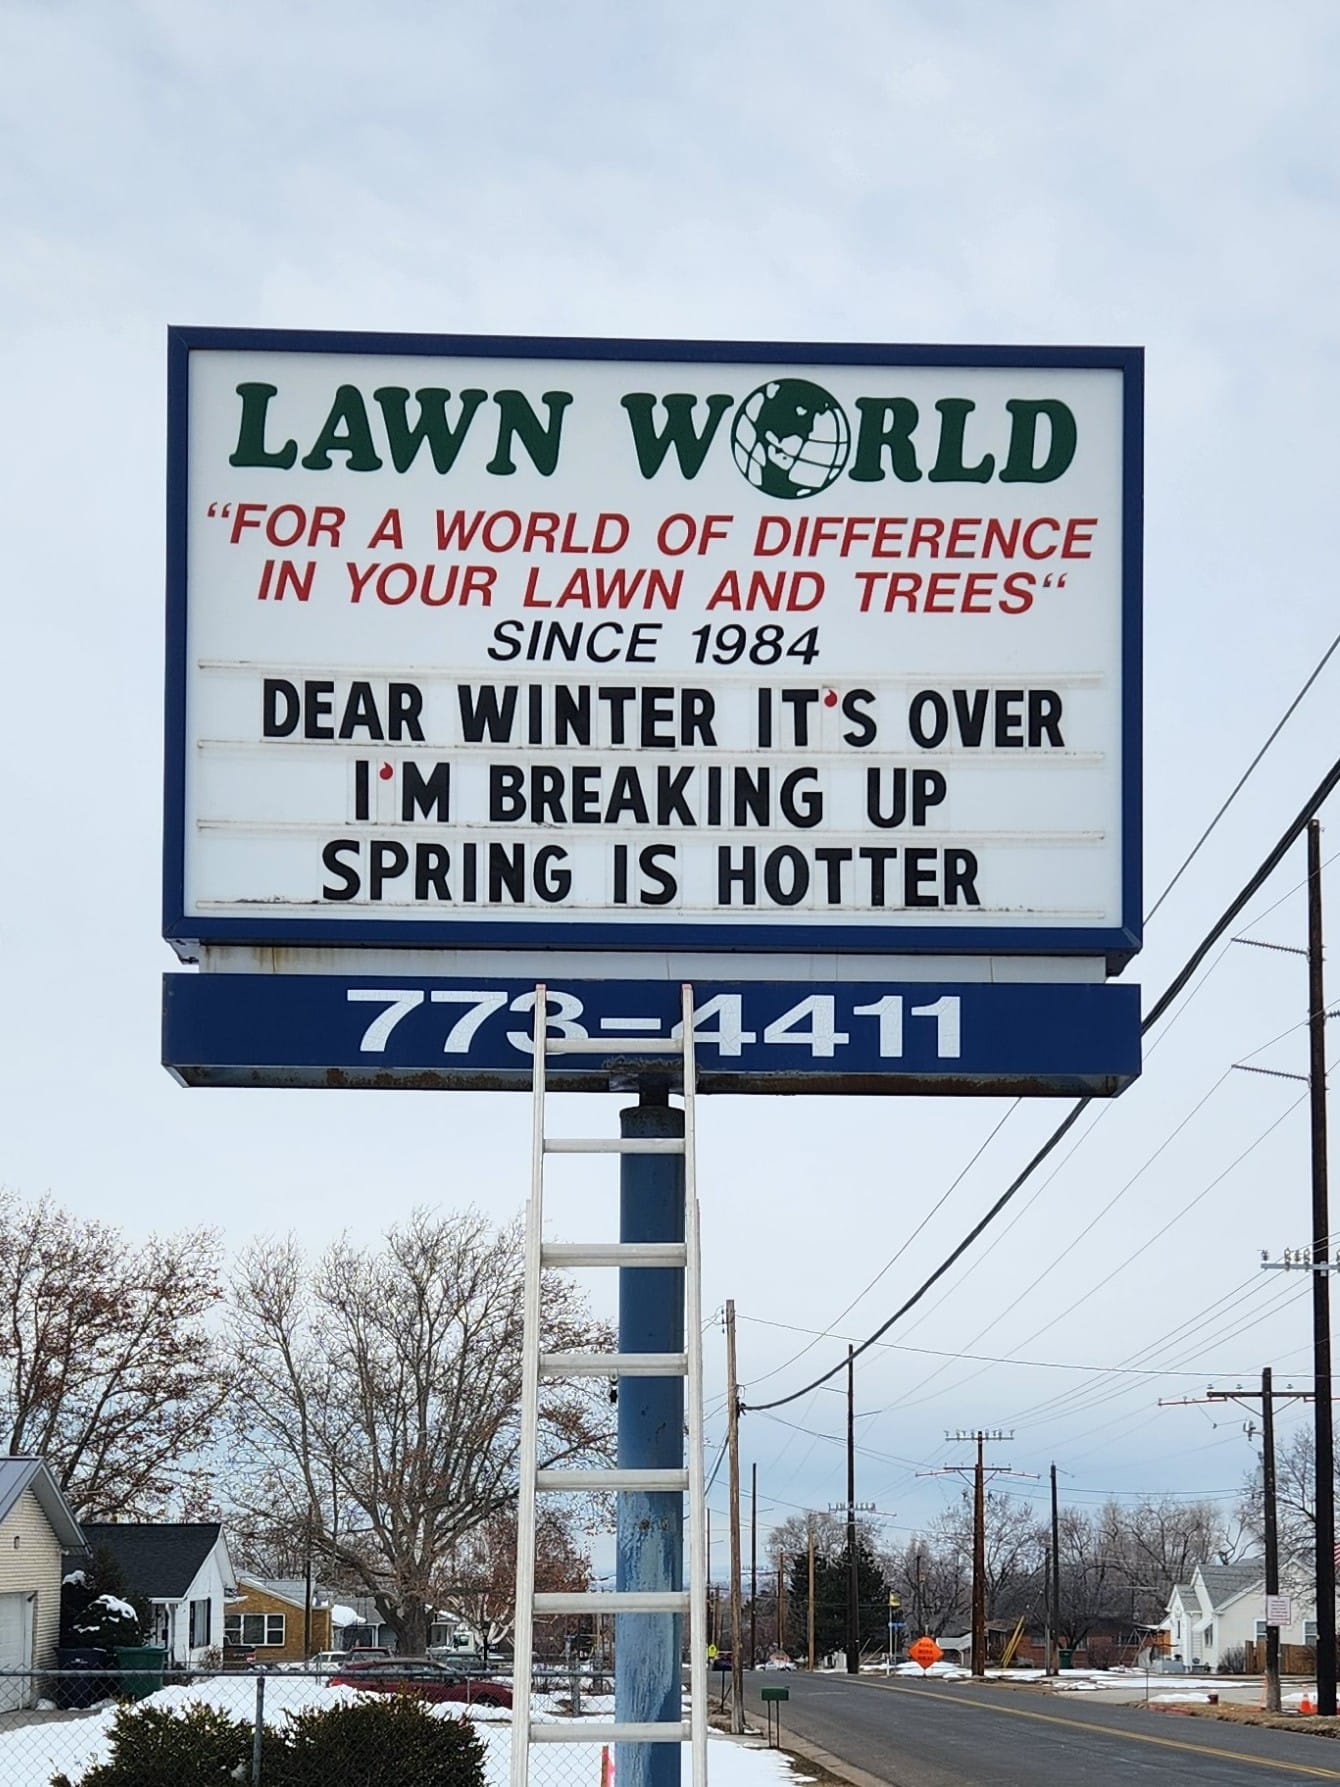 LAWN WORLD
"FOR A WORLD OF DIFFERENCE
IN YOUR LAWN AND TREES"
SINCE 1984
DEAR WINTER IT'S OVER
I'M BREAKING UP
SPRING IS HOTTER
773-4411